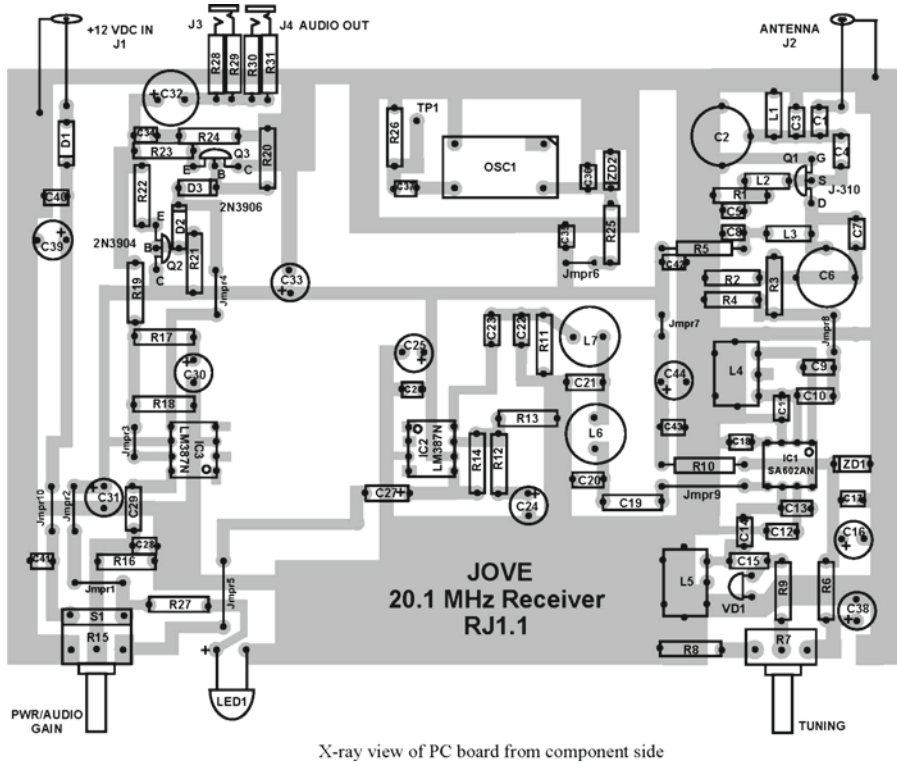 +12 VDC IN
J1
J3
J4 AUDIO OUT
ANTENNA
J2
R28
R29
R30
R31
C32
TP1
R26
L1
C3
C2
C4
D1
C34
R24
Q3
R23
R20
E
B
C
OSC1
C36
ZD2
Q1
G
S
D
J-310
L2
R1
R22
D3
2N3906
C37
C40
C5
C39
E
2N3904
B
C
D2
Q2
R21
C35
R25
C8
L3
C7
R5
C42
Jmpr6
R19
Jmpr4
C33
R2
R4
R3
C6
R17
C23
C22
R11
L7
Jmpr7
Jmpr8
C25
C30
L4
C9
C21
C44
C10
R18
C2
C11
R13
L6
Jmpr3
LM387N
IC3
IC2
LM387N
C43
C18
IC1
SA602AN
R14
R12
R10
ZD1
C20
Jmpr10
Jmpr2
C31
C29
C27
C24
C19
Jmpr9
C13
C12
C14
C16
C28
C41
R16
C15
L5
VD1
R9
R6
Jmpr1
Jmpr5
JOVE
20.1 MHz Receiver
RJ1.1
C38
S1
R27
R15
R8
R7
LED1
PWR/AUDIO
GAIN
TUNING
X-ray view of PC board from component side